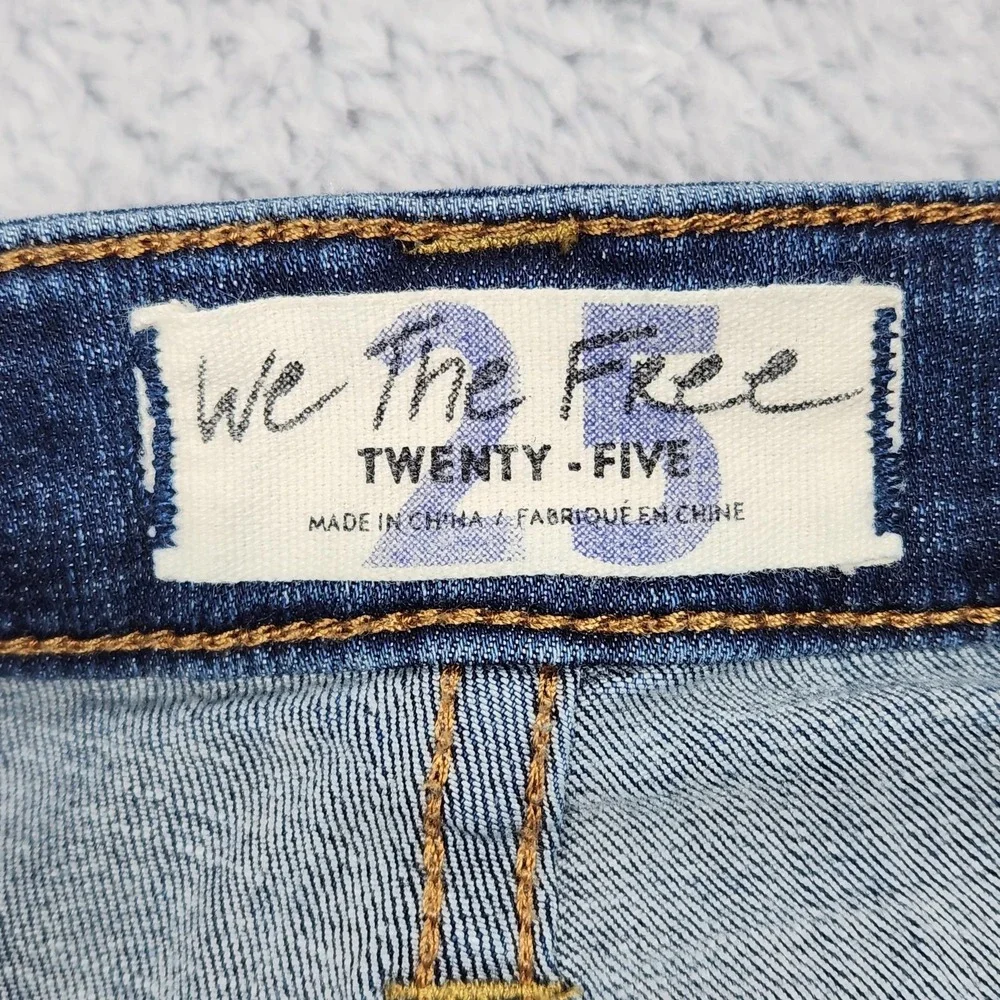 25
We The Free
TWENTY - FIVE
MADE IN CHINA / FABRIQUÉ EN CHINE